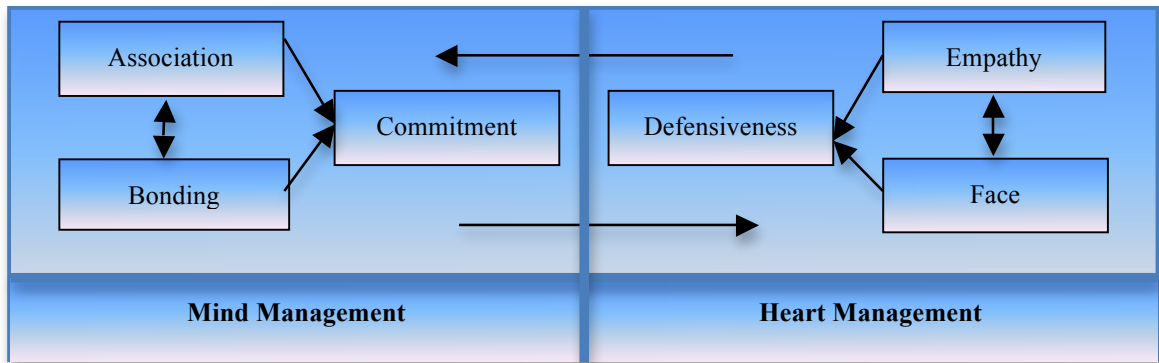 Association
Bonding
Commitment
Defensiveness
Empathy
Face
Mind Management
Heart Management